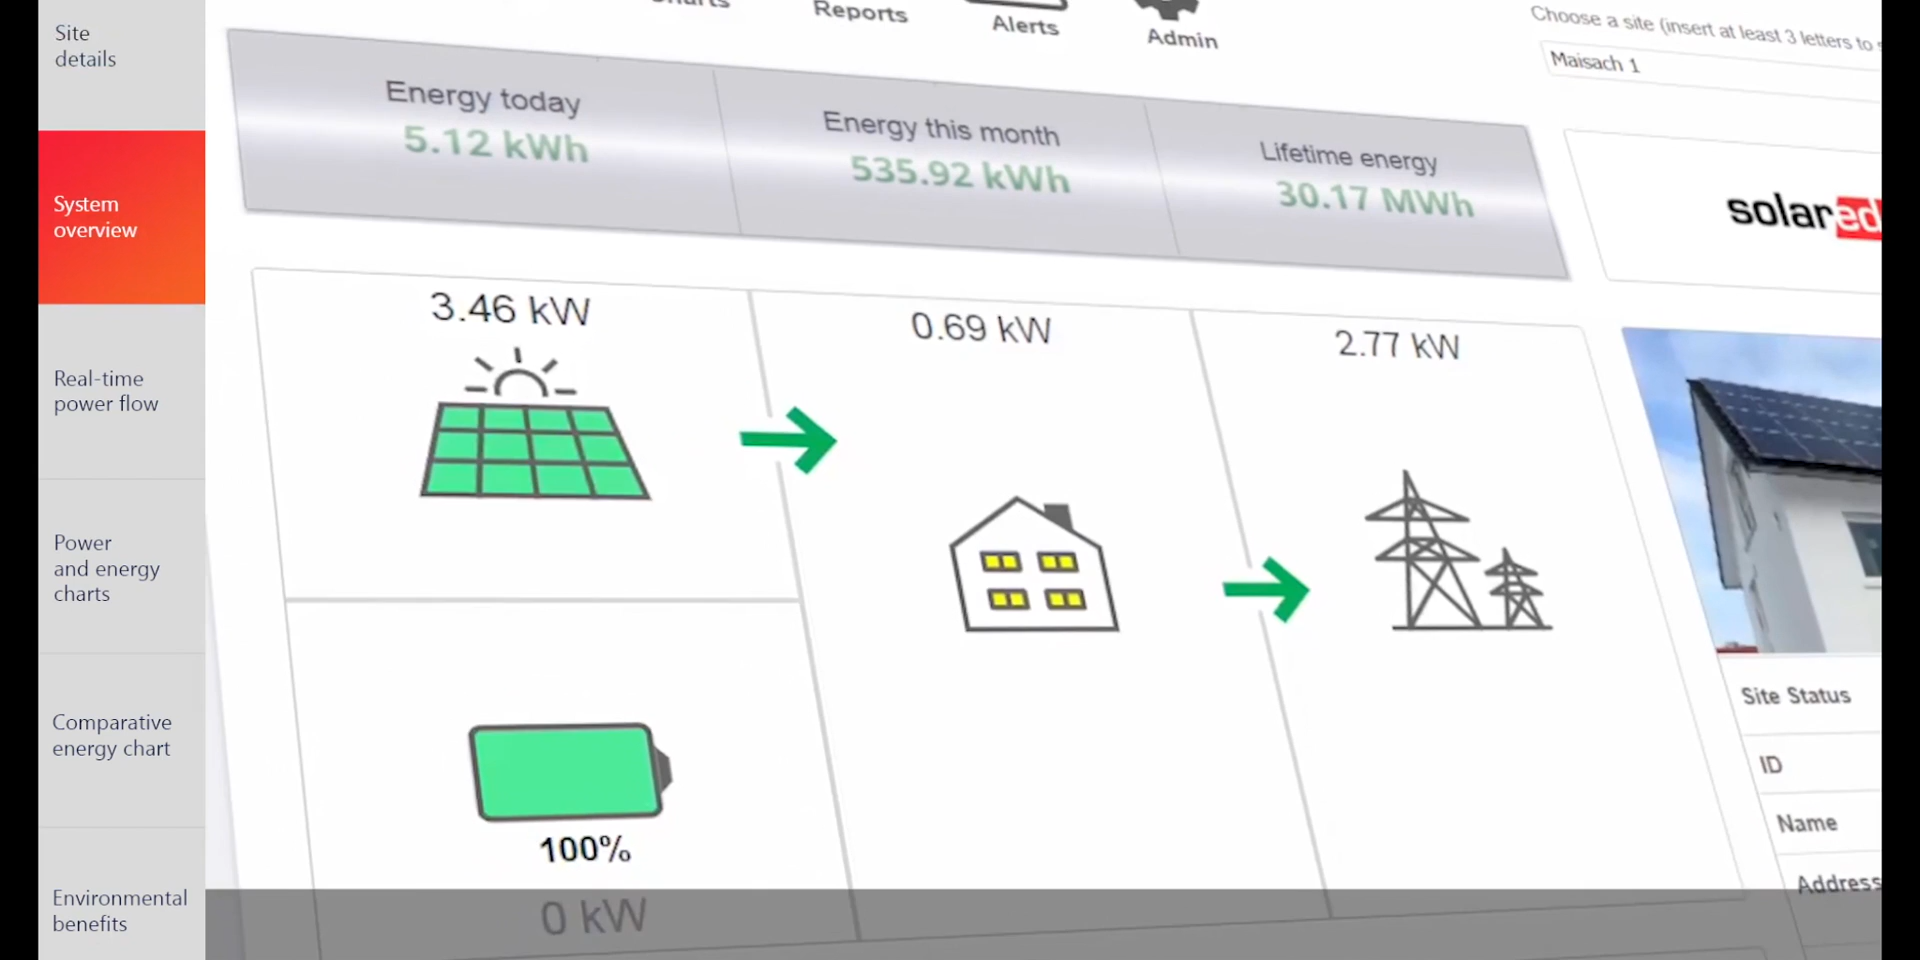 Site
details
System
overview
Real-time
power flow
Power
and energy
charts
Comparative
energy chart
Environmental
benefits
Reports
Alerts
Admin
Choose a site (insert at least 3 letters to
Maisach 1
Energy today
5.12 kWh
Energy this month
535.92 kWh
Lifetime energy
30.17 MWh
solared
3.46 kW
0.69 kW
2.77 kW
100%
0 kW
Site Status
ID
Name
Address